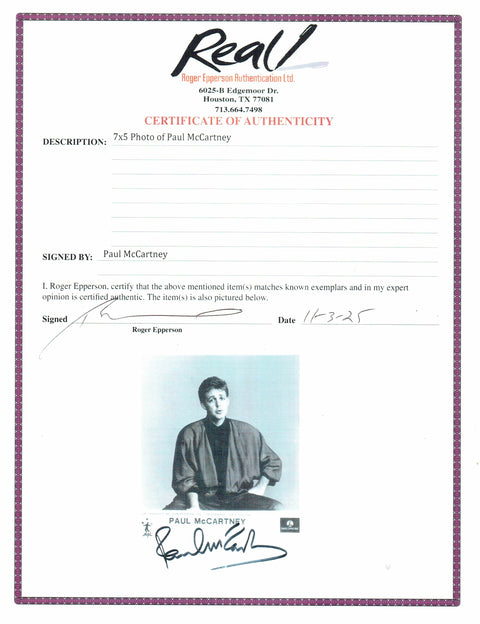 Real!
Roger Epperson Authentication Ltd.
6025-B Edgemoor Dr.
Houston, TX 77081
713.664.7498
CERTIFICATE OF AUTHENTICITY
DESCRIPTION: 7x5 Photo of Paul McCartney
SIGNED BY: Paul McCartney
I, Roger Epperson, certify that the above mentioned item(s) matches known exemplars and in my expert
opinion is certified authentic. The item(s) is also pictured below.
Signed Date 11-3-25
Roger Epperson
PAUL McCARTNEY
Paul McCartney